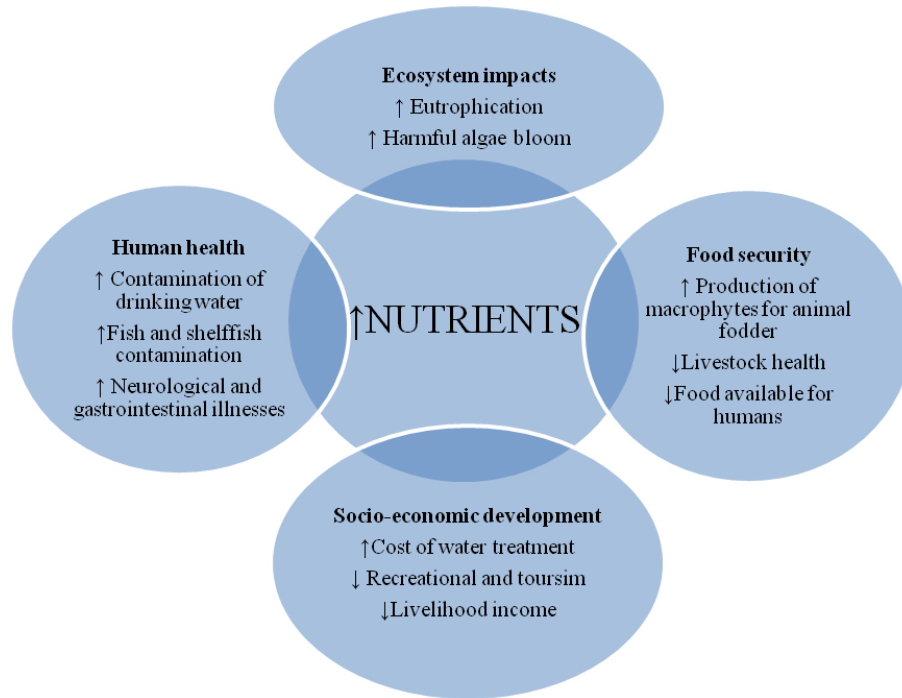 Ecosystem impacts
↑ Eutrophication
↑ Harmful algae bloom
Human health
↑ Contamination of
drinking water
↑Fish and shelffish
contamination
↑ Neurological and
gastrointestinal illnesses
↑NUTRIENTS
Food security
↑ Production of
macrophytes for animal
fodder
↓Livestock health
↓Food available for
humans
Socio-economic development
↑Cost of water treatment
↓ Recreational and toursim
↓Livelihood income